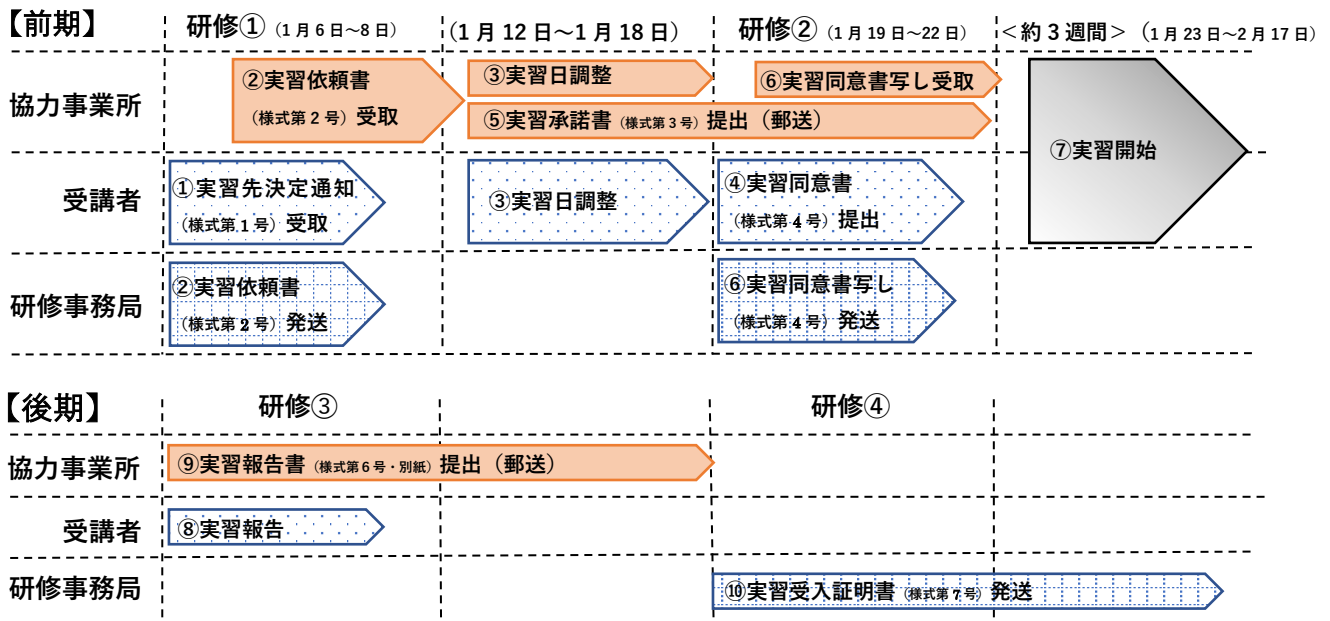 【前期】 研修①（1月6日～8日） （1月12日～1月18日） 研修②（1月19日～22日） ＜約3週間＞（1月23日～2月17日）
協力事業所
②実習依頼書
（様式第2号）受取
③実習日調整
⑤実習承諾書（様式第3号）提出（郵送）
⑥実習同意書写し受取
⑦実習開始
受講者
①実習先決定通知
（様式第1号）受取
③実習日調整
④実習同意書
（様式第4号）提出
研修事務局
②実習依頼書
（様式第2号）発送
⑥実習同意書写し
（様式第4号）発送
【後期】 研修③ 研修④
協力事業所
⑨実習報告書（様式第6号・別紙）提出（郵送）
受講者
⑧実習報告
研修事務局
⑩実習受入証明書（様式第7号）発送